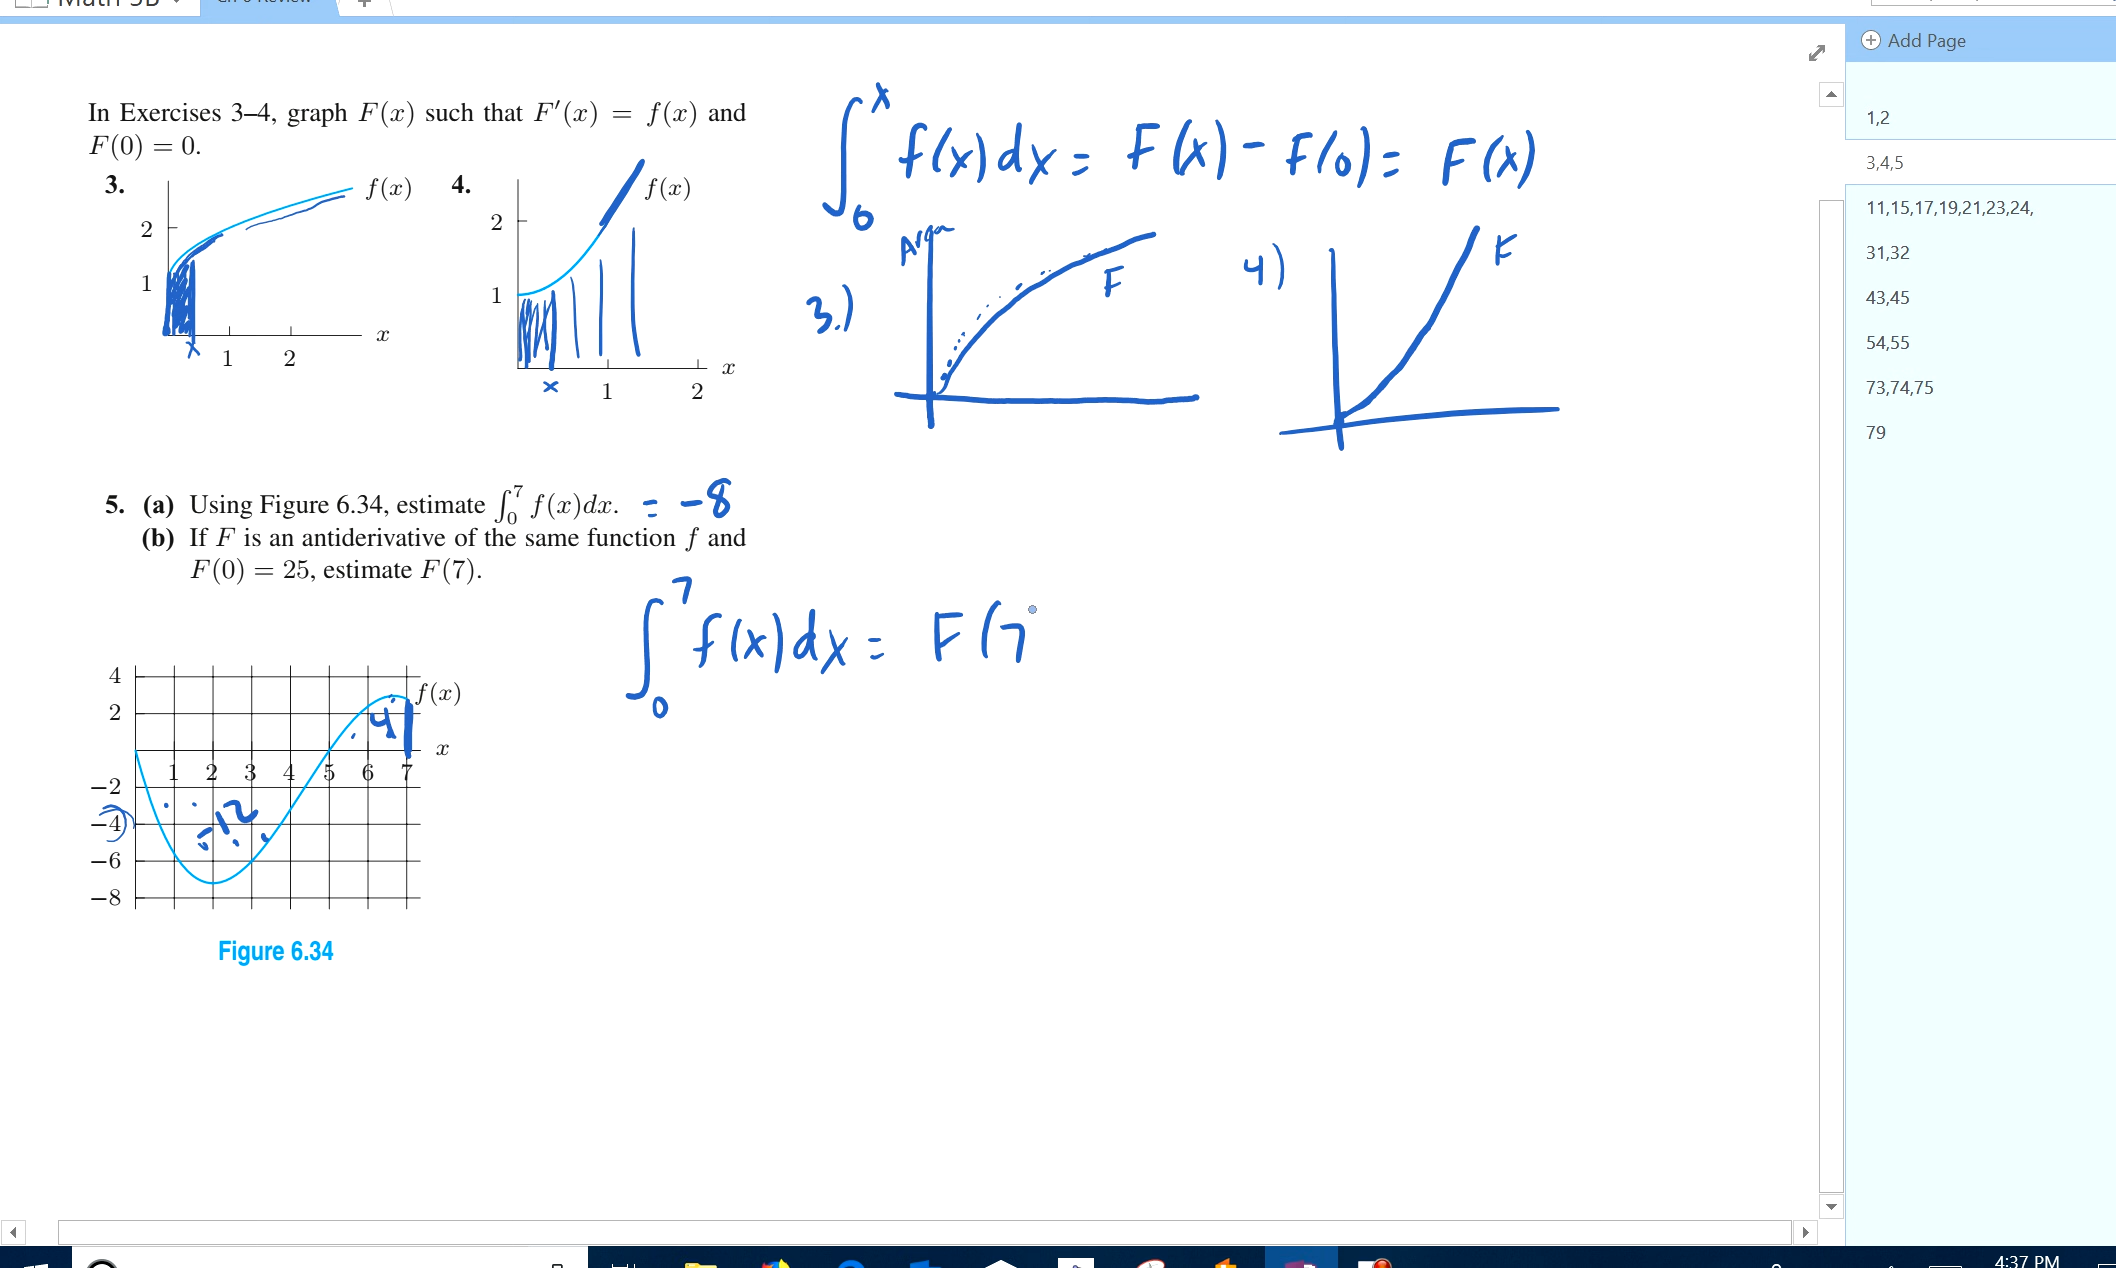 Math 5B
+
Add Page
1,2
3,4,5
11,15,17,19,21,23,24,
31,32
43,45
54,55
73,74,75
79
In Exercises 3–4, graph F(x) such that F′(x) = f(x) and
F(0) = 0.
3.
f(x)
2
1
x
x
1
2
4.
f(x)
2
1
x
x
1
2
∫₀ˣ f(x)dx = F(x) - F(0) = F(x)
3.)
Area
F
4)
F
5. (a) Using Figure 6.34, estimate ∫₀⁷ f(x)dx. = -8
(b) If F is an antiderivative of the same function f and
F(0) = 25, estimate F(7).
∫₀⁷ f(x)dx = F(7
4
2
−2
−4
−6
−8
f(x)
4
x
1 2 3 4 5 6 7
-12
Figure 6.34
4:37 PM